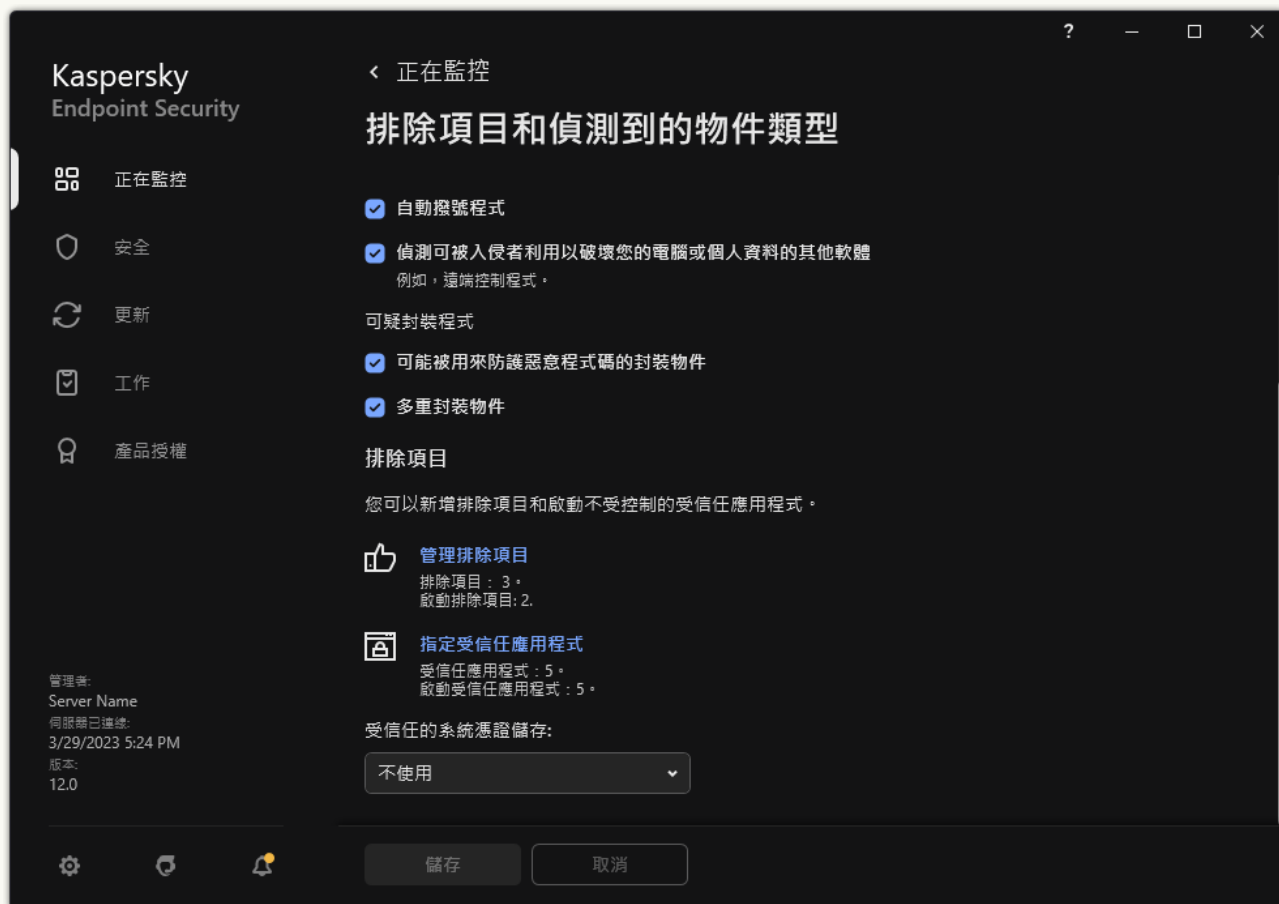 ?
Kaspersky
Endpoint Security
正在監控
安全
更新
工作
產品授權
管理者:
Server Name
伺服器已連線:
3/29/2023 5:24 PM
版本:
12.0
正在監控
排除項目和偵測到的物件類型
自動撥號程式
偵測可被入侵者利用以破壞您的電腦或個人資料的其他軟體
例如，遠端控制程式。
可疑封裝程式
可能被用來防護惡意程式碼的封裝物件
多重封裝物件
排除項目
您可以新增排除項目和啟動不受控制的受信任應用程式。
管理排除項目
排除項目： 3。
啟動排除項目: 2.
指定受信任應用程式
受信任應用程式：5。
啟動受信任應用程式：5。
受信任的系統憑證儲存:
不使用
儲存
取消